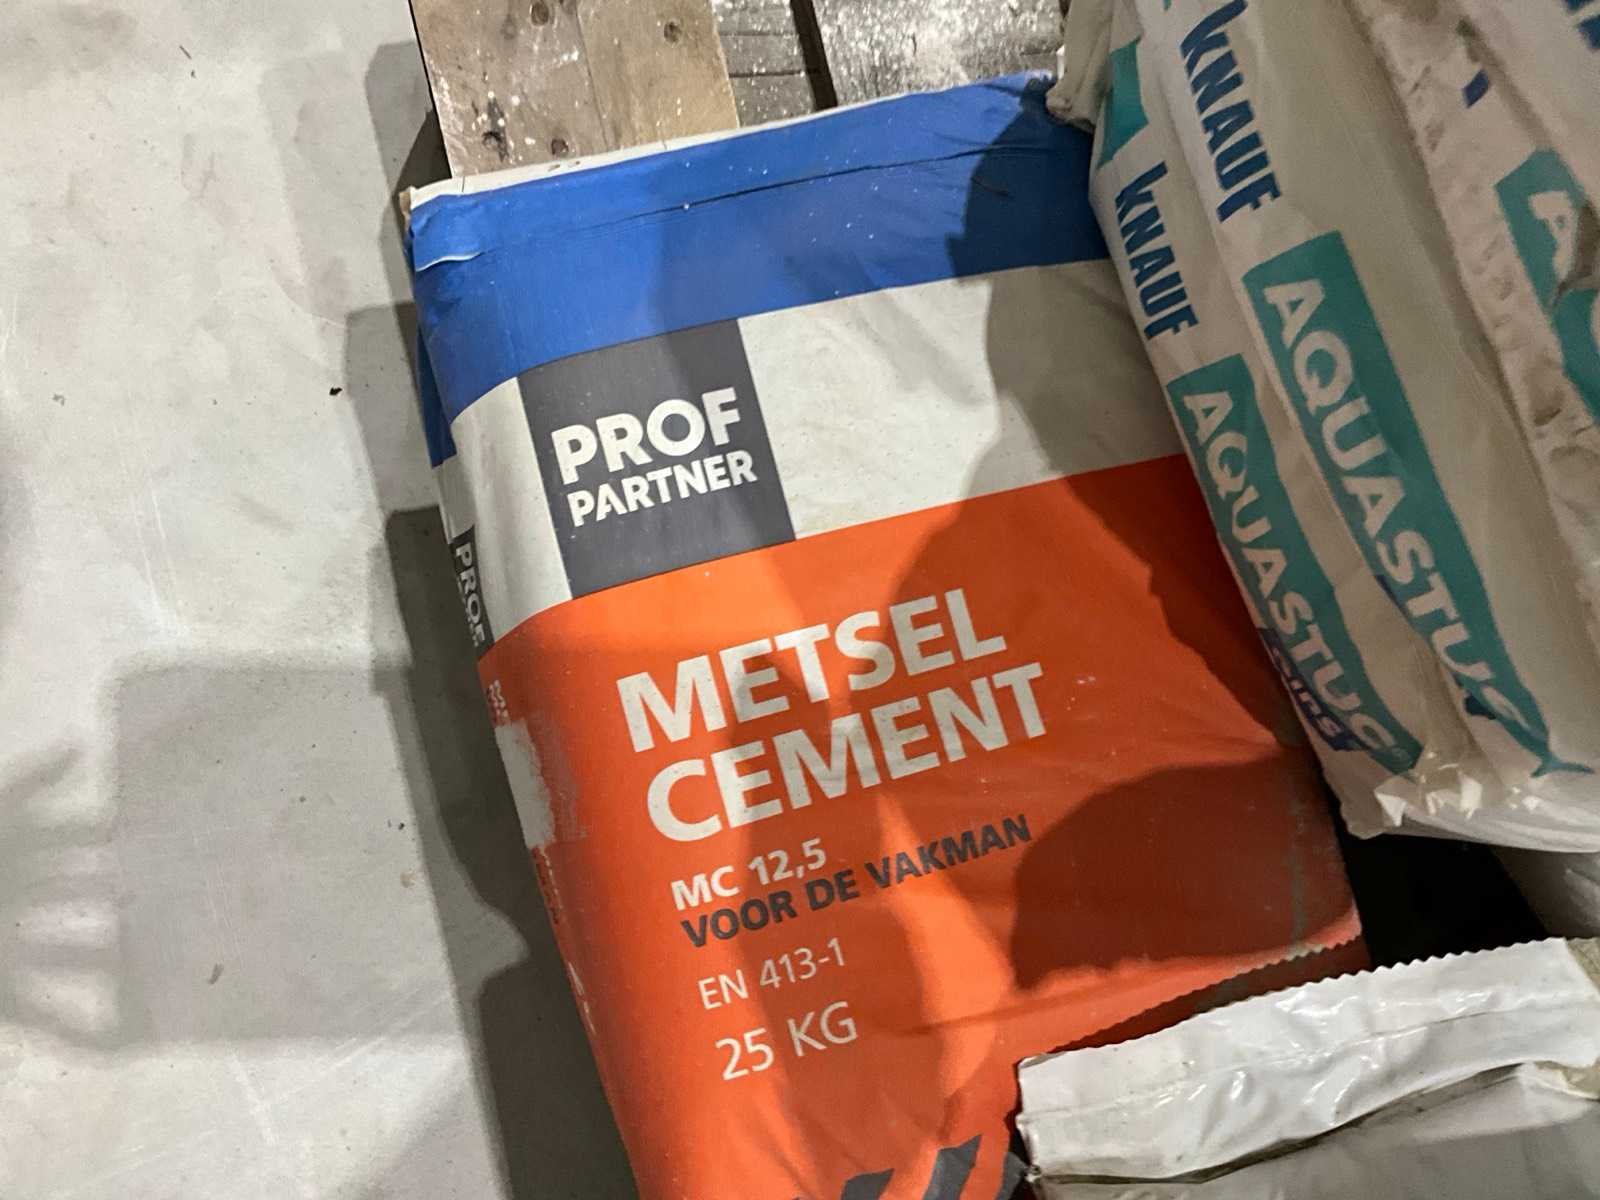 PROF
PARTNER
METSEL
CEMENT
MC 12,5
VOOR DE VAKMAN
EN 413-1
25 KG
PROF
KNAUF
AQUASTUC®
KNAUF
AQUASTUC